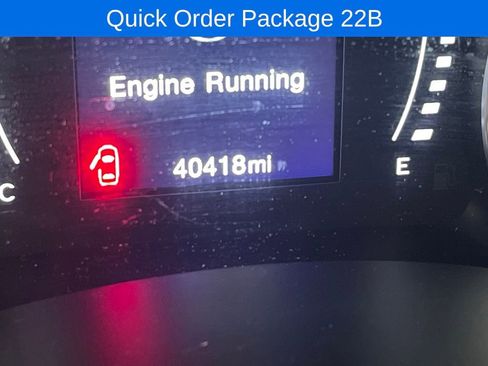 Quick Order Package 22B
Engine Running
40418mi
C
E